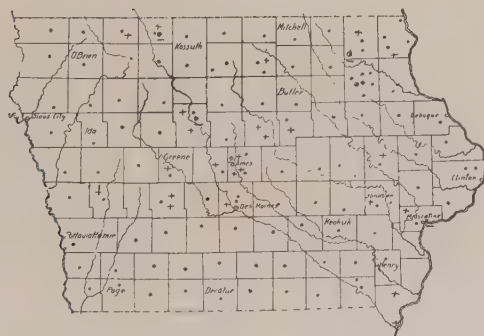 Mitchell
O'Brien
Kossuth
Butler
Dubuque
Sioux City
Ida
Greene
Ames
Clinton
Johnson
Des Moines
Muscatine
Keokuk
Pottawattamie
Henry
Page
Decatur